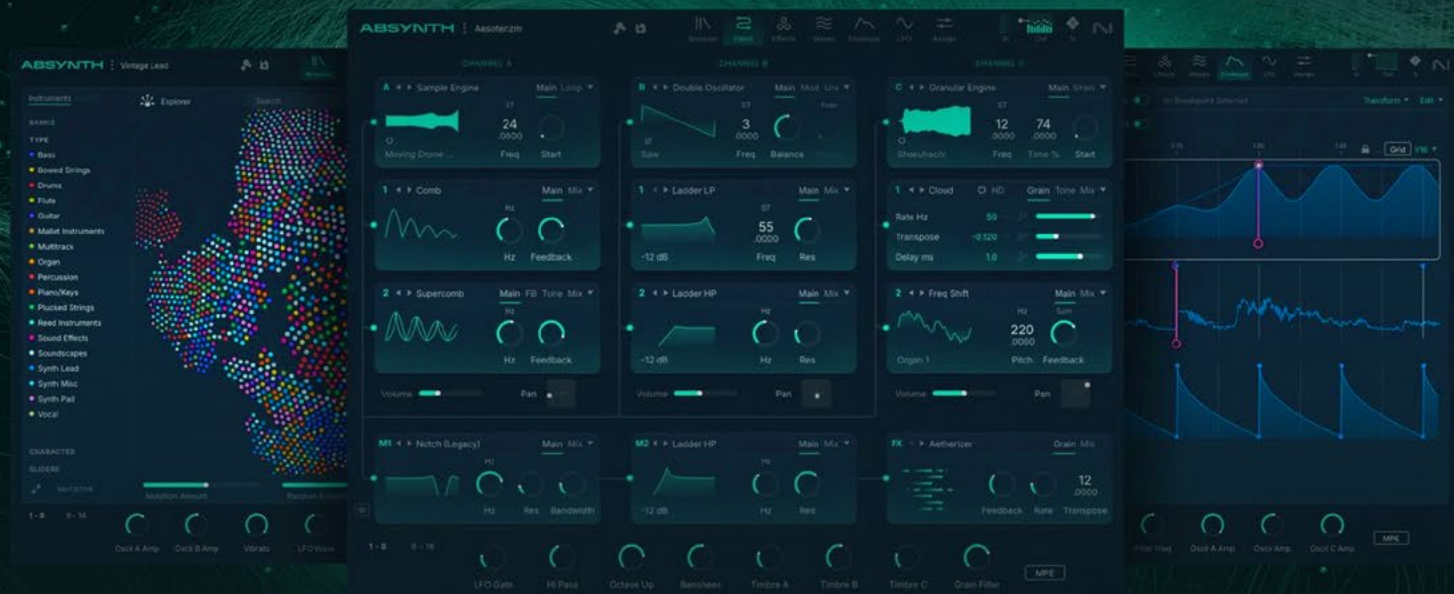 ABSYNTH Vintage Lead
Instruments
Explorer
Search
BANKS
TYPE
Bass
Bowed Strings
Drums
Flute
Guitar
Mallet Instruments
Multitrack
Organ
Percussion
Piano/Keys
Plucked Strings
Reed Instruments
Sound Effects
Soundscapes
Synth Lead
Synth Misc
Synth Pad
Vocal
CHARACTER
SLIDERS
Mutation Amount
1 - 8
9 - 16
Oscil A Amp Oscil B Amp Vibrato LFO Wave
ABSYNTH Aesoterizm
Patch Effects Waves Envelope LFO Assign
CHANNEL A CHANNEL B
A Sample Engine Main Loop
ST
24
.0000
Moving Drone ... Freq Start
B Double Oscillator Main Mod Uni
ST
3
.0000
Saw Freq Balance
C Granular Engine Main Grain
ST
12 74
.0000 .0000
Shakuhachi Freq Time % Start
1 Comb Main Mix
Hz
Hz Feedback
1 Ladder LP Main Mix
ST
55
.0000
-12 dB Freq Res
1 Cloud HD Grain Tone Mix
Rate Hz 50
Transpose -0.120
Delay ms 1.0
2 Supercomb Main FB Tone Mix
Hz
Hz Feedback
2 Ladder HP Main Mix
Hz
-12 dB Hz Res
2 Freq Shift Main Mix
Hz Sum
220
.0000
Organ 1 Pitch Feedback
Volume Pan
Volume Pan
Volume Pan
M1 Notch (Legacy) Main Mix
Hz
Hz Res Bandwidth
M2 Ladder HP Main Mix
Hz
-12 dB Hz Res
FX Aetherizer Grain Mix
12
.0000
Feedback Rate Transpose
1 - 8
9 - 16
LFO Gate Hi Pass Octave Up Banshees Timbre A Timbre B Timbre C Grain Filter
MPE
Effects Waves Envelope LFO Assign
Transform Edit
Grid 1/16
Oscil A Amp Oscil Amp Oscil C Amp
MPE